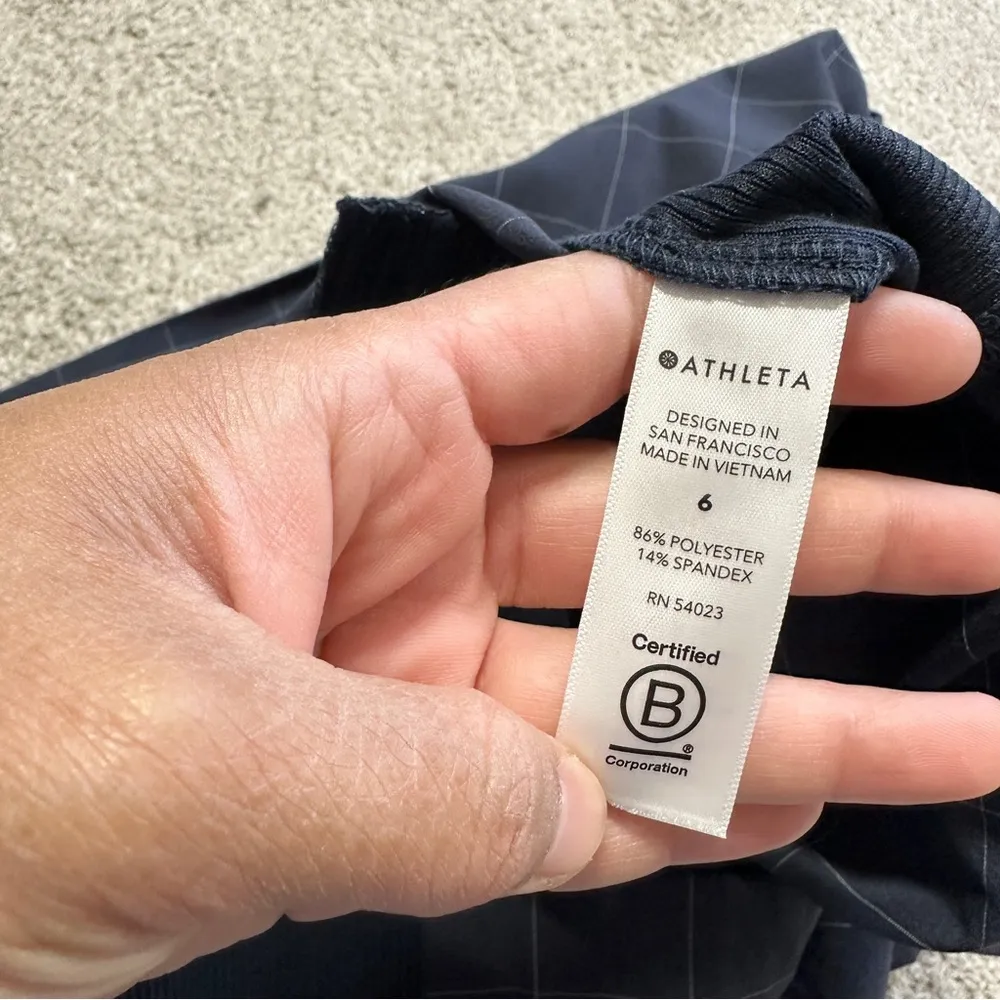 ATHLETA
DESIGNED IN
SAN FRANCISCO
MADE IN VIETNAM
6
86% POLYESTER
14% SPANDEX
RN 54023
Certified
B
®
Corporation